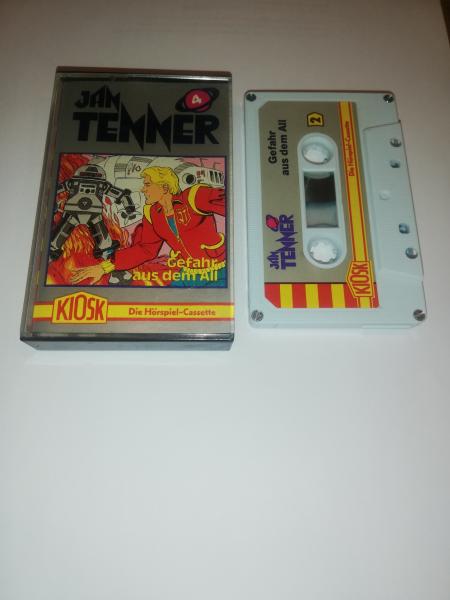 JAN
TENNER
4
Gefahr
aus dem All
KIOSK
Die Hörspiel-Cassette
JAN
TENNER
Gefahr
aus dem All
2
KIOSK
Die Hörspiel-Cassette